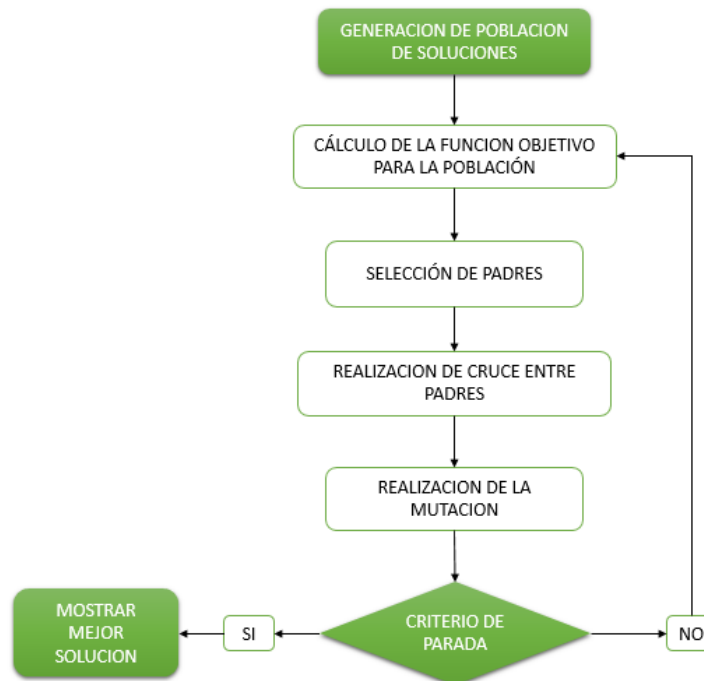 GENERACION DE POBLACION
DE SOLUCIONES
CÁLCULO DE LA FUNCION OBJETIVO
PARA LA POBLACIÓN
SELECCIÓN DE PADRES
REALIZACION DE CRUCE ENTRE
PADRES
REALIZACION DE LA
MUTACION
CRITERIO DE
PARADA
SI
NO
MOSTRAR
MEJOR
SOLUCION